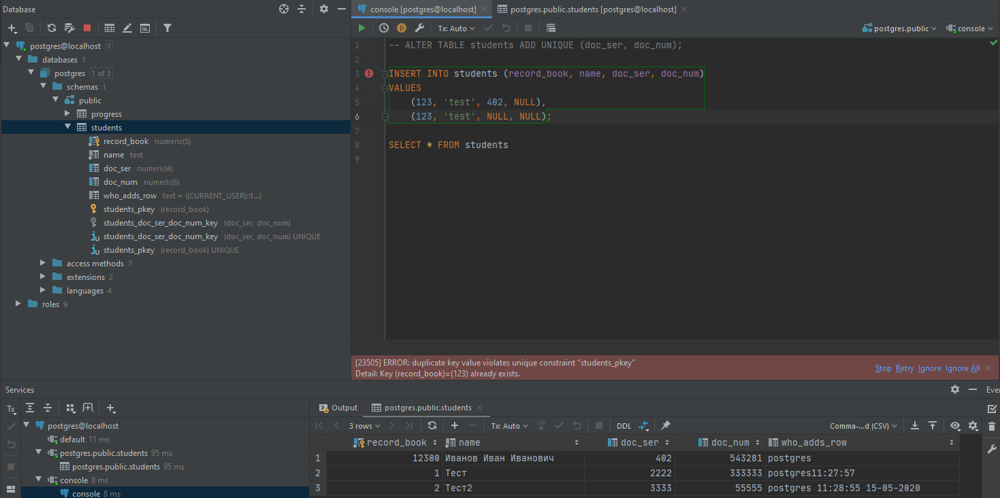 Database
postgres@localhost 1
databases 1
postgres 1 of 3
schemas 1
public
progress
students
record_book numeric(5)
name text
doc_ser numeric(4)
doc_num numeric(6)
who_adds_row text = ((CURRENT_USER)::t...)
students_pkey (record_book)
students_doc_ser_doc_num_key (doc_ser, doc_num)
students_doc_ser_doc_num_key (doc_ser, doc_num) UNIQUE
students_pkey (record_book) UNIQUE
access methods 7
extensions 2
languages 4
roles 9
console [postgres@localhost] postgres.public.students [postgres@localhost]
Tx: Auto postgres.public console
1 -- ALTER TABLE students ADD UNIQUE (doc_ser, doc_num);
2
3 INSERT INTO students (record_book, name, doc_ser, doc_num)
4 VALUES
5 (123, 'test', 402, NULL),
6 (123, 'test', NULL, NULL);
7
8 SELECT * FROM students
9
[23505] ERROR: duplicate key value violates unique constraint "students_pkey"
Detail: Key (record_book)=(123) already exists.
Stop Retry Ignore Ignore All
Services
Ever
Tx
postgres@localhost
default 11 ms
postgres.public.students 95 ms
postgres.public.students 95 ms
console 8 ms
console 8 ms
Output postgres.public.students
3 rows Tx: Auto DB DDL Comma-...d (CSV)
record_book name doc_ser doc_num who_adds_row
1 12300 Иванов Иван Иванович 402 543281 postgres
2 1 Тест 2222 333333 postgres11:27:57
3 2 Тест2 3333 55555 postgres 11:28:55 15-05-2020